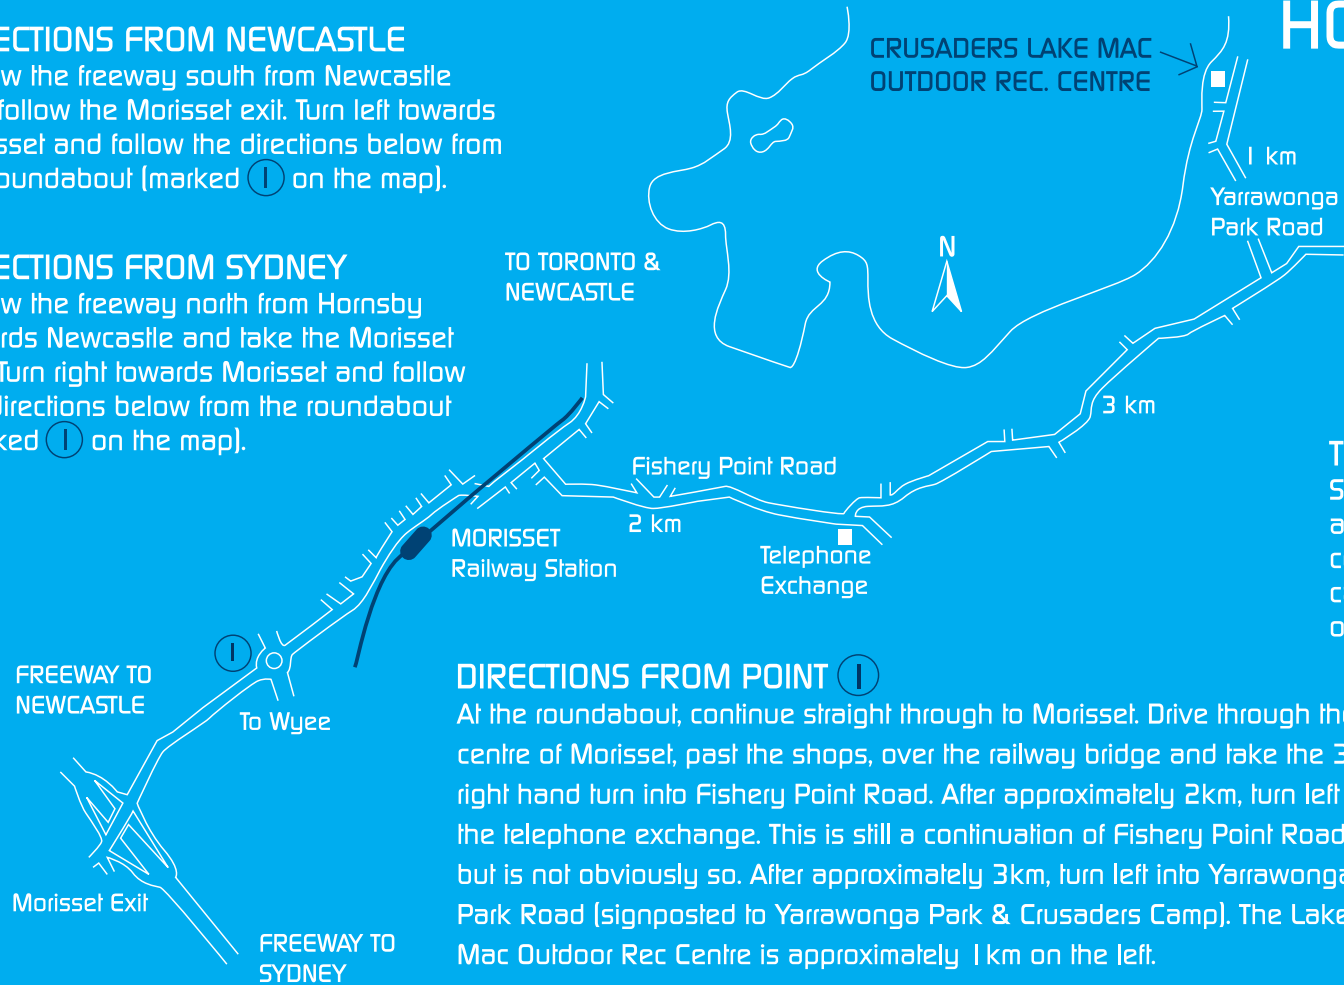 ECTIONS FROM NEWCASTLE
w the freeway south from Newcastle
follow the Morisset exit. Turn left towards
sset and follow the directions below from
oundabout (marked 1 on the map).
ECTIONS FROM SYDNEY
w the freeway north from Hornsby
rds Newcastle and take the Morisset
Turn right towards Morisset and follow
directions below from the roundabout
ked 1 on the map).
HO
CRUSADERS LAKE MAC
OUTDOOR REC. CENTRE
1 km
Yarrawonga
Park Road
N
TO TORONTO &
NEWCASTLE
3 km
Fishery Point Road
2 km
MORISSET
Railway Station
Telephone
Exchange
T
S
a
c
c
o
1
FREEWAY TO
NEWCASTLE
To Wyee
Morisset Exit
FREEWAY TO
SYDNEY
DIRECTIONS FROM POINT 1
At the roundabout, continue straight through to Morisset. Drive through th
centre of Morisset, past the shops, over the railway bridge and take the 3
right hand turn into Fishery Point Road. After approximately 2km, turn left
the telephone exchange. This is still a continuation of Fishery Point Road
but is not obviously so. After approximately 3km, turn left into Yarrawonga
Park Road (signposted to Yarrawonga Park & Crusaders Camp). The Lake
Mac Outdoor Rec Centre is approximately 1km on the left.